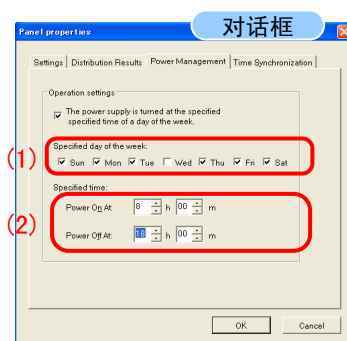 对话框
Panel properties
Settings Distribution Results Power Management Time Synchronization
Operation settings
The power supply is turned at the specified
specified time of a day of the week.
(1)
Specified day of the week:
Sun Mon Tue Wed Thu Fri Sat
Specified time:
(2)
Power On At: 8 h 00 m
Power Off At: 18 h 00 m
OK Cancel